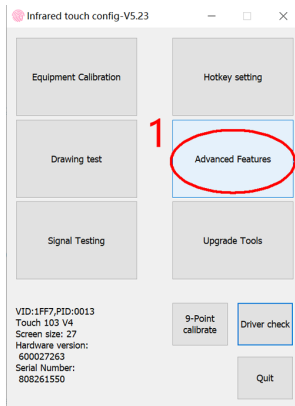 Infrared touch config-V5.23
Equipment Calibration
Hotkey setting
1
Drawing test
Advanced Features
Signal Testing
Upgrade Tools
VID:1FF7,PID:0013
Touch 103 V4
Screen size: 27
Hardware version:
600027263
Serial Number:
808261550
9-Point
calibrate
Driver check
Quit